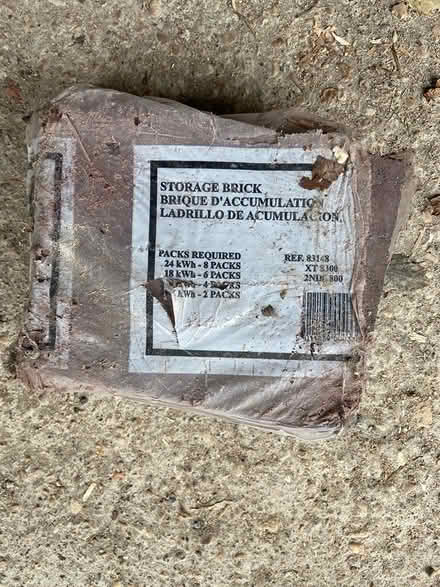 STORAGE BRICK
BRIQUE D'ACCUMULATION
LADRILLO DE ACUMULACION.
PACKS REQUIRED
24 kWh - 8 PACKS
18 kWh - 6 PACKS
kWh - 4 PACKS
kWh - 2 PACKS
REF. 83148
XT 8300